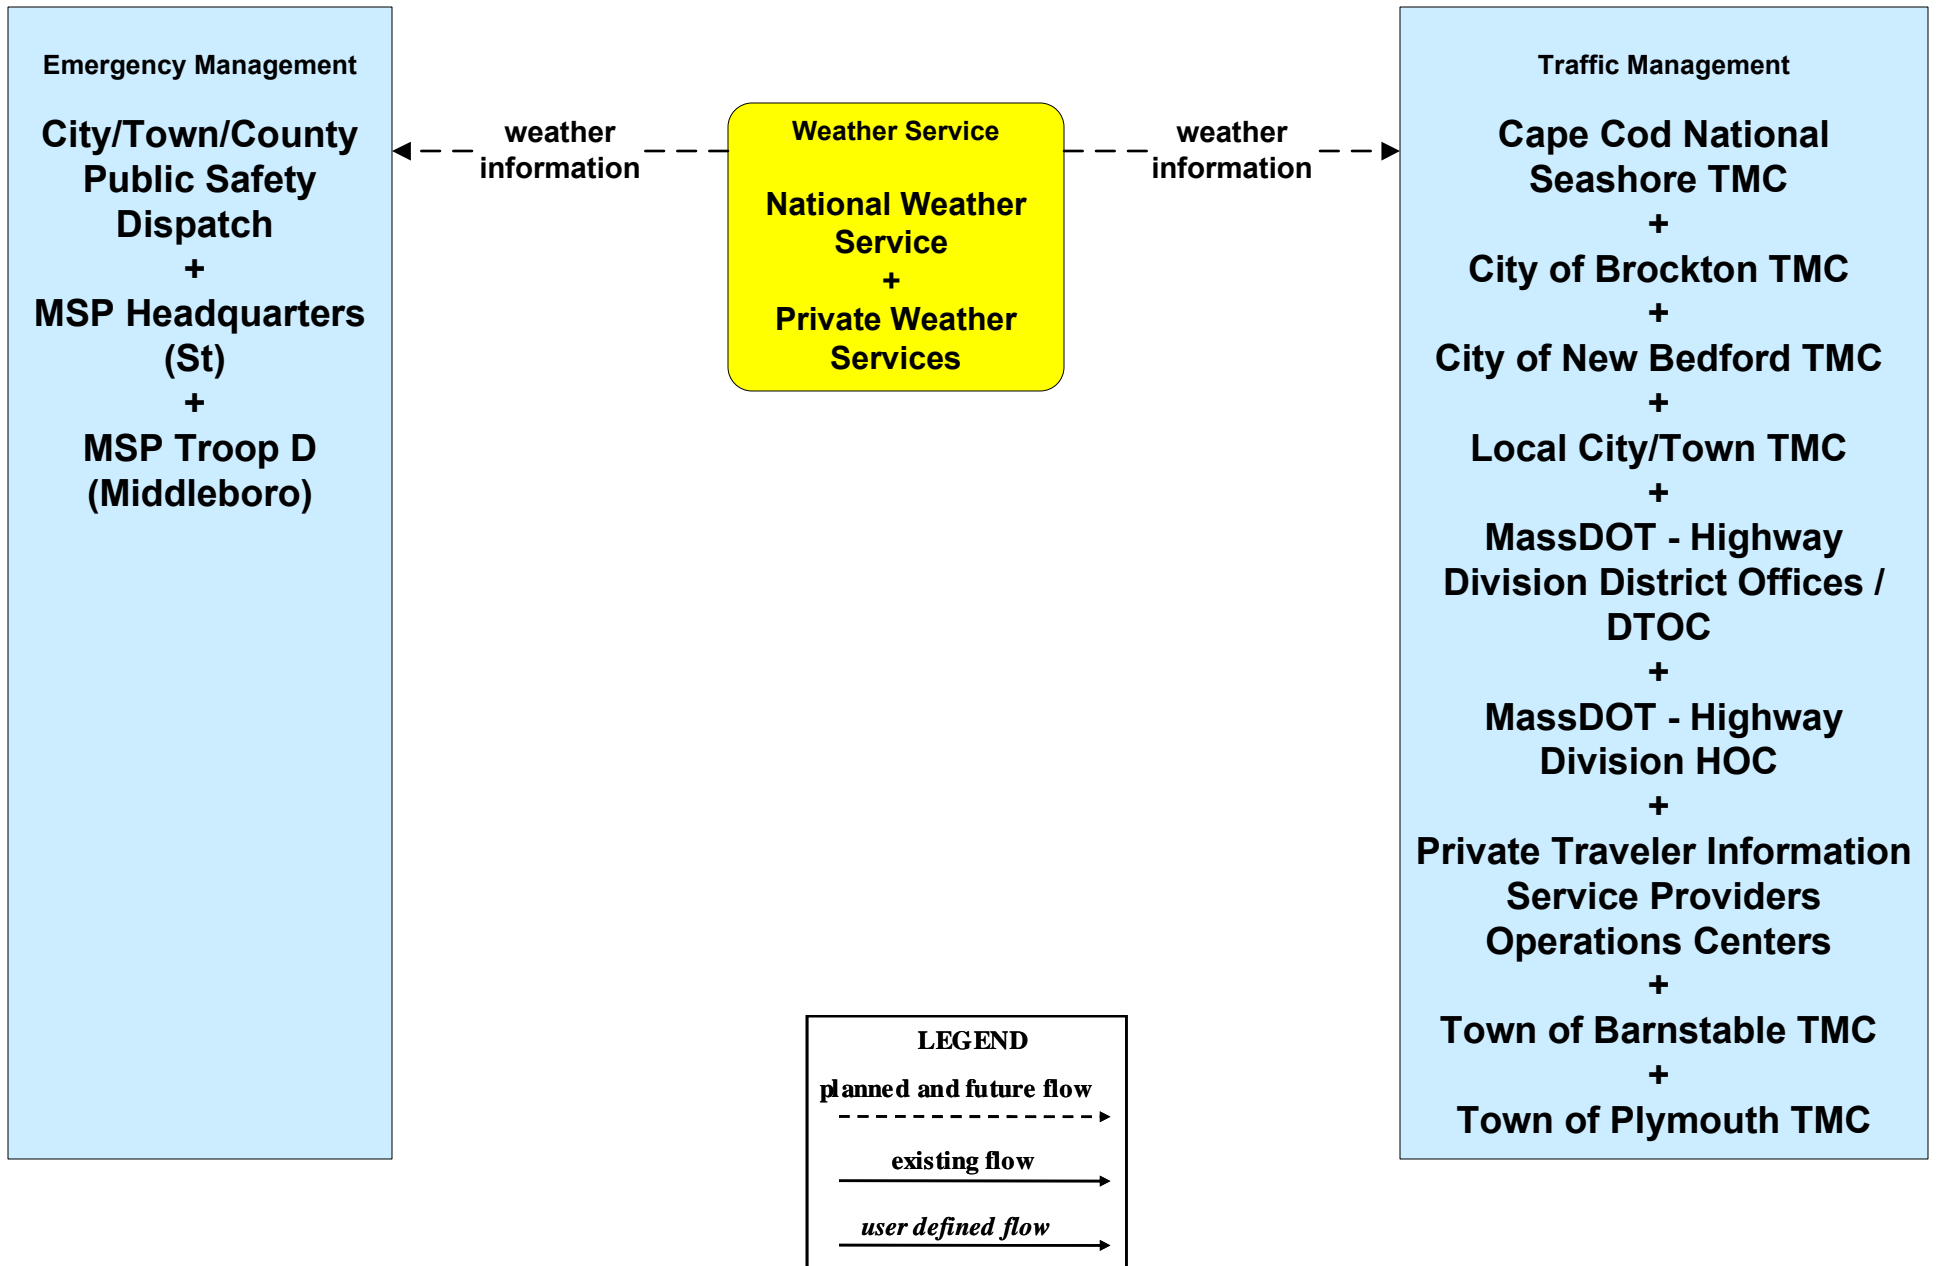 Emergency Management
City/Town/County
Public Safety
Dispatch
+
MSP Headquarters
(St)
+
MSP Troop D
(Middleboro)
weather
information
Weather Service
National Weather
Service
+
Private Weather
Services
weather
information
Traffic Management
Cape Cod National
Seashore TMC
+
City of Brockton TMC
+
City of New Bedford TMC
+
Local City/Town TMC
+
MassDOT - Highway
Division District Offices /
DTOC
+
MassDOT - Highway
Division HOC
+
Private Traveler Information
Service Providers
Operations Centers
+
Town of Barnstable TMC
+
Town of Plymouth TMC
LEGEND
planned and future flow
existing flow
user defined flow